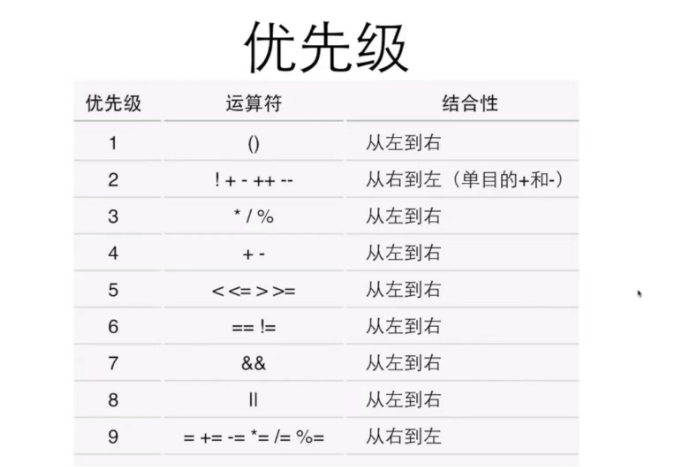 优先级
优先级 运算符 结合性
1 () 从左到右
2 ! + - ++ -- 从右到左（单目的+和-）
3 * / % 从左到右
4 + - 从左到右
5 < <= > >= 从左到右
6 == != 从左到右
7 && 从左到右
8 || 从左到右
9 = += -= *= /= %= 从右到左